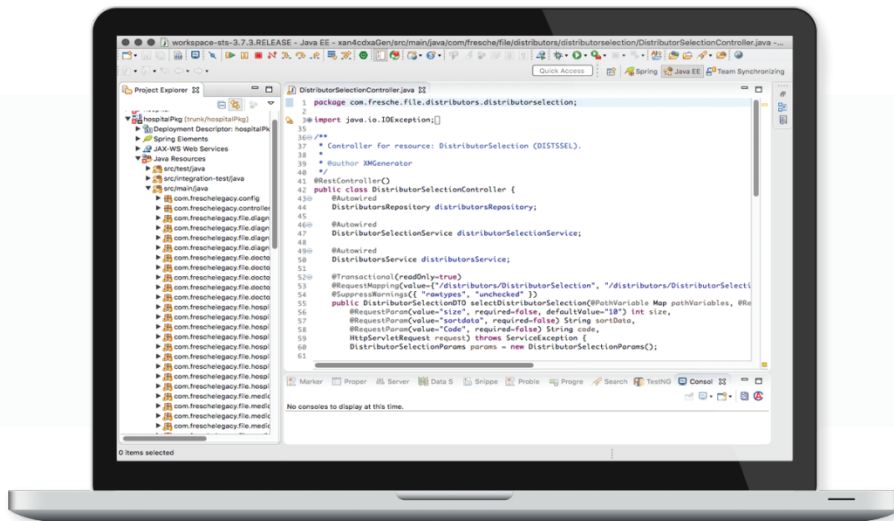 workspace-sts-3.7.3.RELEASE - Java EE - xan4cdxaGen/src/main/java/com/fresche/file/distributors/distributorselection/DistributorSelectionController.java - ...
Quick Access
Spring
Java EE
Team Synchronizing
Project Explorer
hospitalPkg [trunk/hospitalPkg]
Deployment Descriptor: hospitalPk
Spring Elements
JAX-WS Web Services
Java Resources
src/test/java
src/integration-test/java
src/main/java
com.freschelegacy.config
com.freschelegacy.controller
com.freschelegacy.file.diagn
com.freschelegacy.file.diagn
com.freschelegacy.file.diagn
com.freschelegacy.file.docto
com.freschelegacy.file.docto
com.freschelegacy.file.docto
com.freschelegacy.file.docto
com.freschelegacy.file.hospi
com.freschelegacy.file.hospi
com.freschelegacy.file.hospi
com.freschelegacy.file.hospi
com.freschelegacy.file.hospi
com.freschelegacy.file.hospi
com.freschelegacy.file.hospi
com.freschelegacy.file.medic
com.freschelegacy.file.medic
com.freschelegacy.file.medic
DistributorSelectionController.java
1 package com.fresche.file.distributors.distributorselection;
2
3 import java.io.IOException;
35
36 /**
37 * Controller for resource: DistributorSelection (DISTSSEL).
38 *
39 * @author XMGenerator
40 */
41 @RestController()
42 public class DistributorSelectionController {
43 @Autowired
44 DistributorsRepository distributorsRepository;
45
46 @Autowired
47 DistributorSelectionService distributorSelectionService;
48
49 @Autowired
50 DistributorsService distributorsService;
51
52 @Transactional(readOnly=true)
53 @RequestMapping(value={"/distributors/DistributorSelection", "/distributors/DistributorSelecti
54 @SuppressWarnings({ "rawtypes", "unchecked" })
55 public DistributorSelectionDTO selectDistributorSelection(@PathVariable Map pathVariables, @Re
56 @RequestParam(value="size", required=false, defaultValue="10") int size,
57 @RequestParam(value="sortdata", required=false) String sortData,
58 @RequestParam(value="Code", required=false) String code,
59 HttpServletRequest request) throws ServiceException {
60 DistributorSelectionParams params = new DistributorSelectionParams();
61
Marker
Proper
Server
Data S
Snippe
Proble
Progre
Search
TestNG
Consol
No consoles to display at this time.
0 items selected